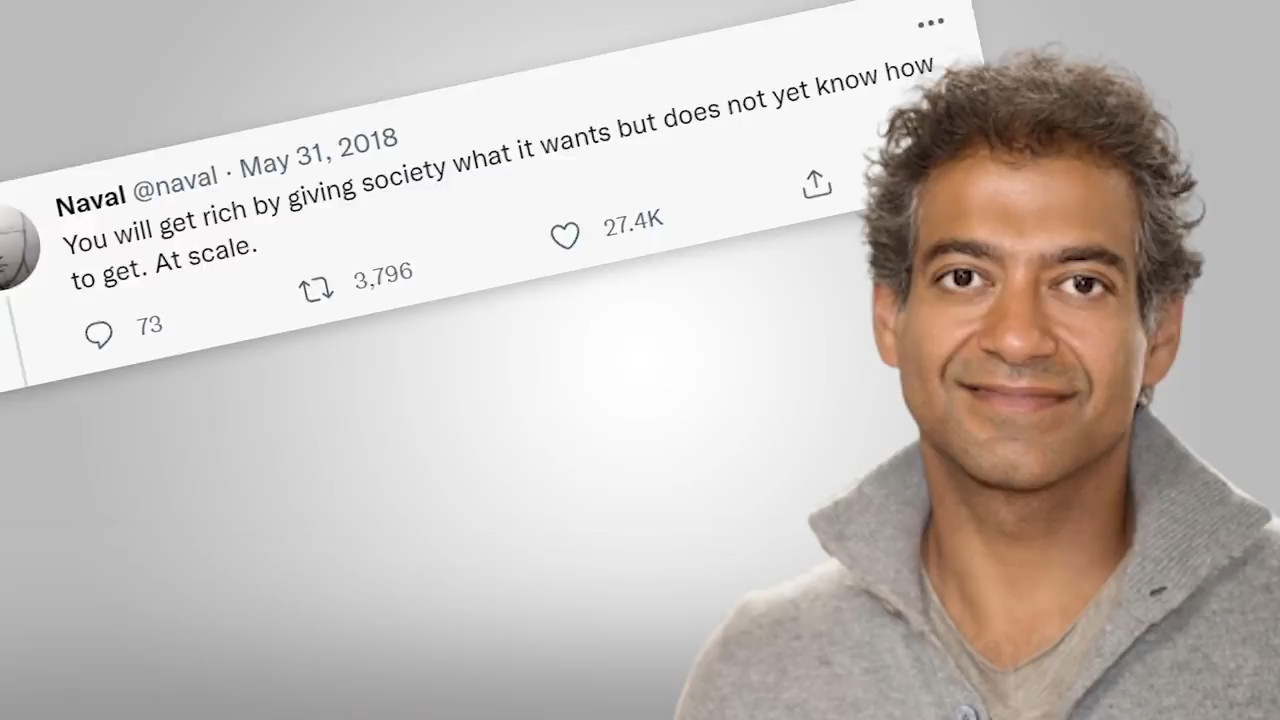 Naval @naval · May 31, 2018
You will get rich by giving society what it wants but does not yet know how
to get. At scale.
73 3,796 27.4K